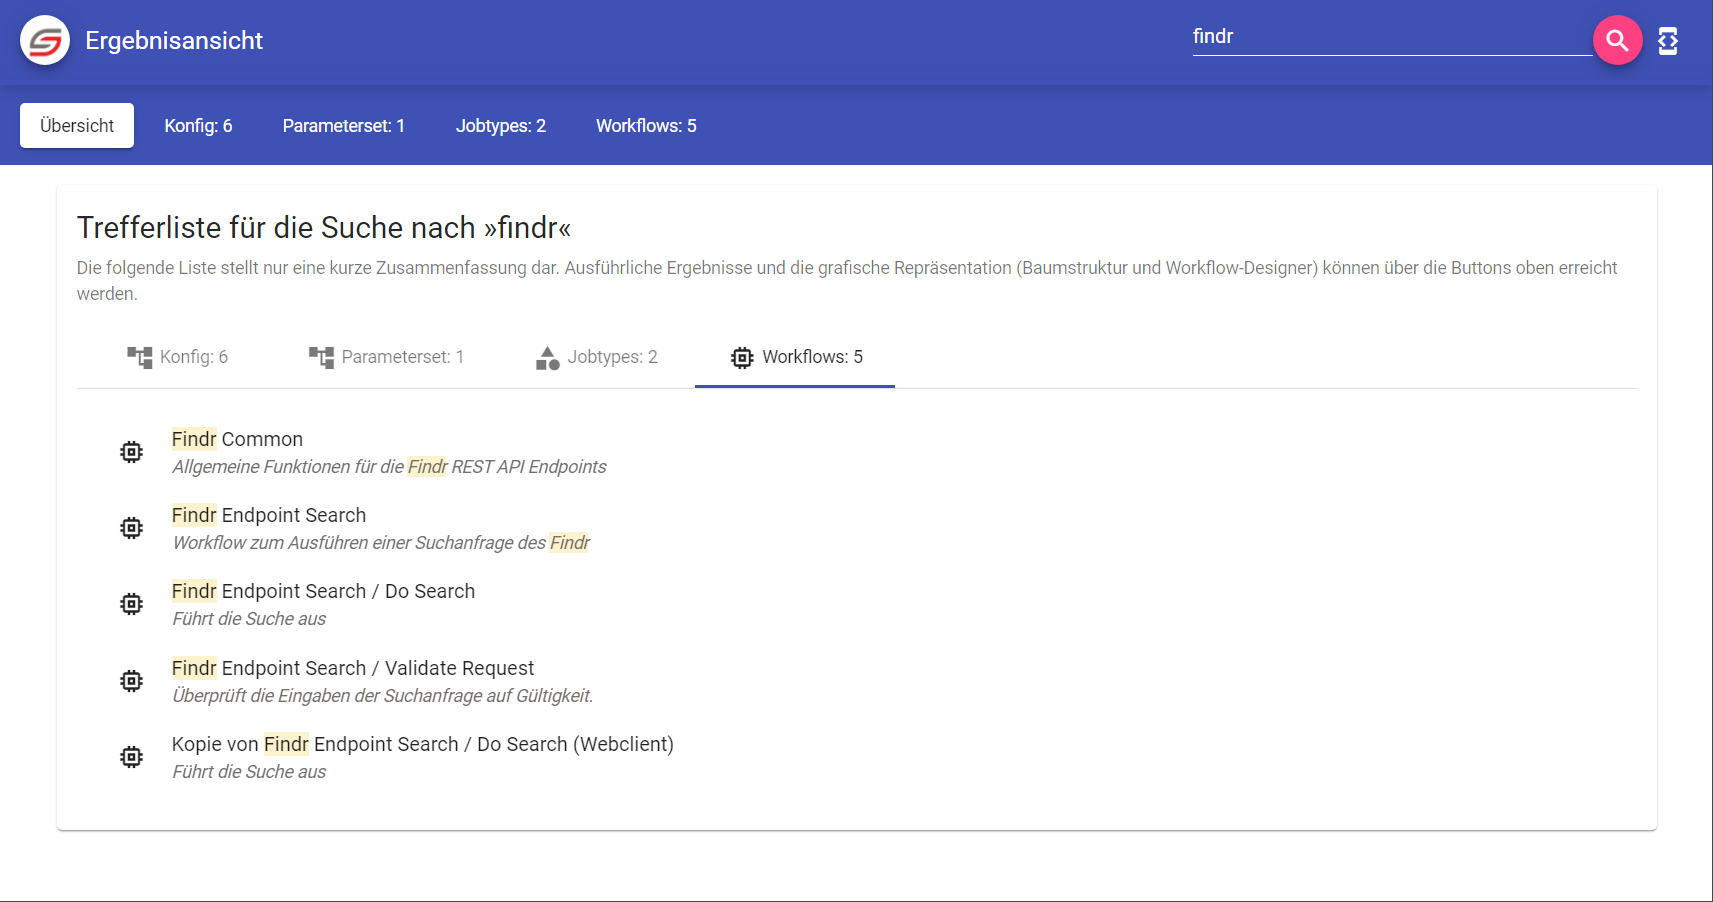 Ergebnisansicht
findr
Übersicht
Konfig: 6
Parameterset: 1
Jobtypes: 2
Workflows: 5
Trefferliste für die Suche nach »findr«
Die folgende Liste stellt nur eine kurze Zusammenfassung dar. Ausführliche Ergebnisse und die grafische Repräsentation (Baumstruktur und Workflow-Designer) können über die Buttons oben erreicht
werden.
Konfig: 6
Parameterset: 1
Jobtypes: 2
Workflows: 5
Findr Common
Allgemeine Funktionen für die Findr REST API Endpoints
Findr Endpoint Search
Workflow zum Ausführen einer Suchanfrage des Findr
Findr Endpoint Search / Do Search
Führt die Suche aus
Findr Endpoint Search / Validate Request
Überprüft die Eingaben der Suchanfrage auf Gültigkeit.
Kopie von Findr Endpoint Search / Do Search (Webclient)
Führt die Suche aus